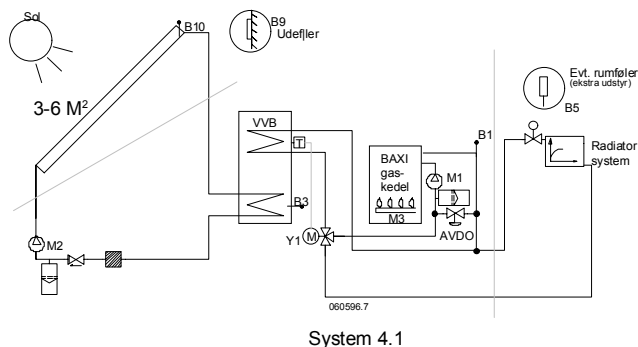 Sol
B10
B9
Udefjler
3-6 M²
Evt. rumføler
(ekstra udstyr)
B5
VVB
B1
T
BAXI
gas-
kedel
M1
Radiator
system
B3
M3
M2
Y1
M
AVDO
060596.7
System 4.1